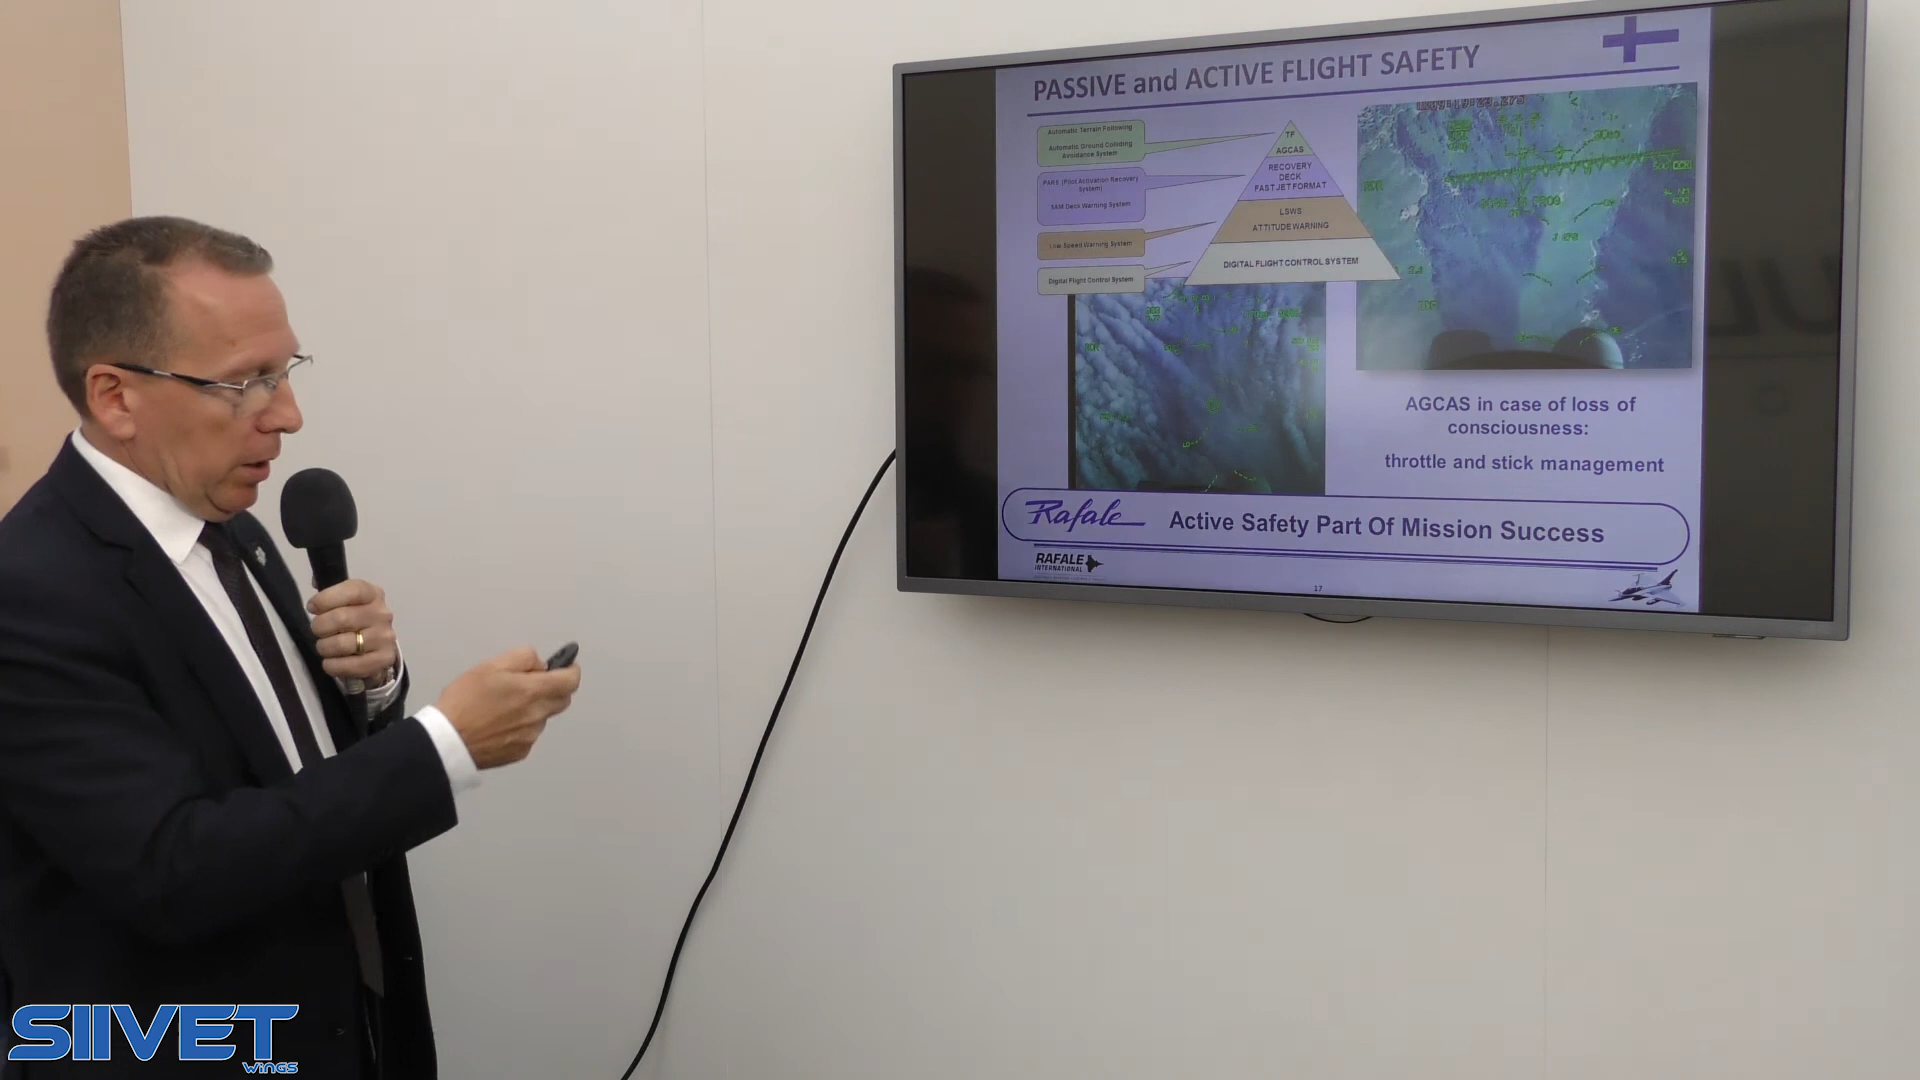 PASSIVE and ACTIVE FLIGHT SAFETY
Automatic Terrain Following
Automatic Ground Coliding
Avoidance System
PARS (Pilot Activation Recovery
System)
SAM Deck Warning System
Low Speed Warning System
Digital Flight Control System
TF
AGCAS
RECOVERY
DECK
FAST JET FORMAT
LSWS
ATTITUDE WARNING
DIGITAL FLIGHT CONTROL SYSTEM
AGCAS in case of loss of
consciousness:
throttle and stick management
Rafale Active Safety Part Of Mission Success
RAFALE
INTERNATIONAL
17
SIIVET
WINGS